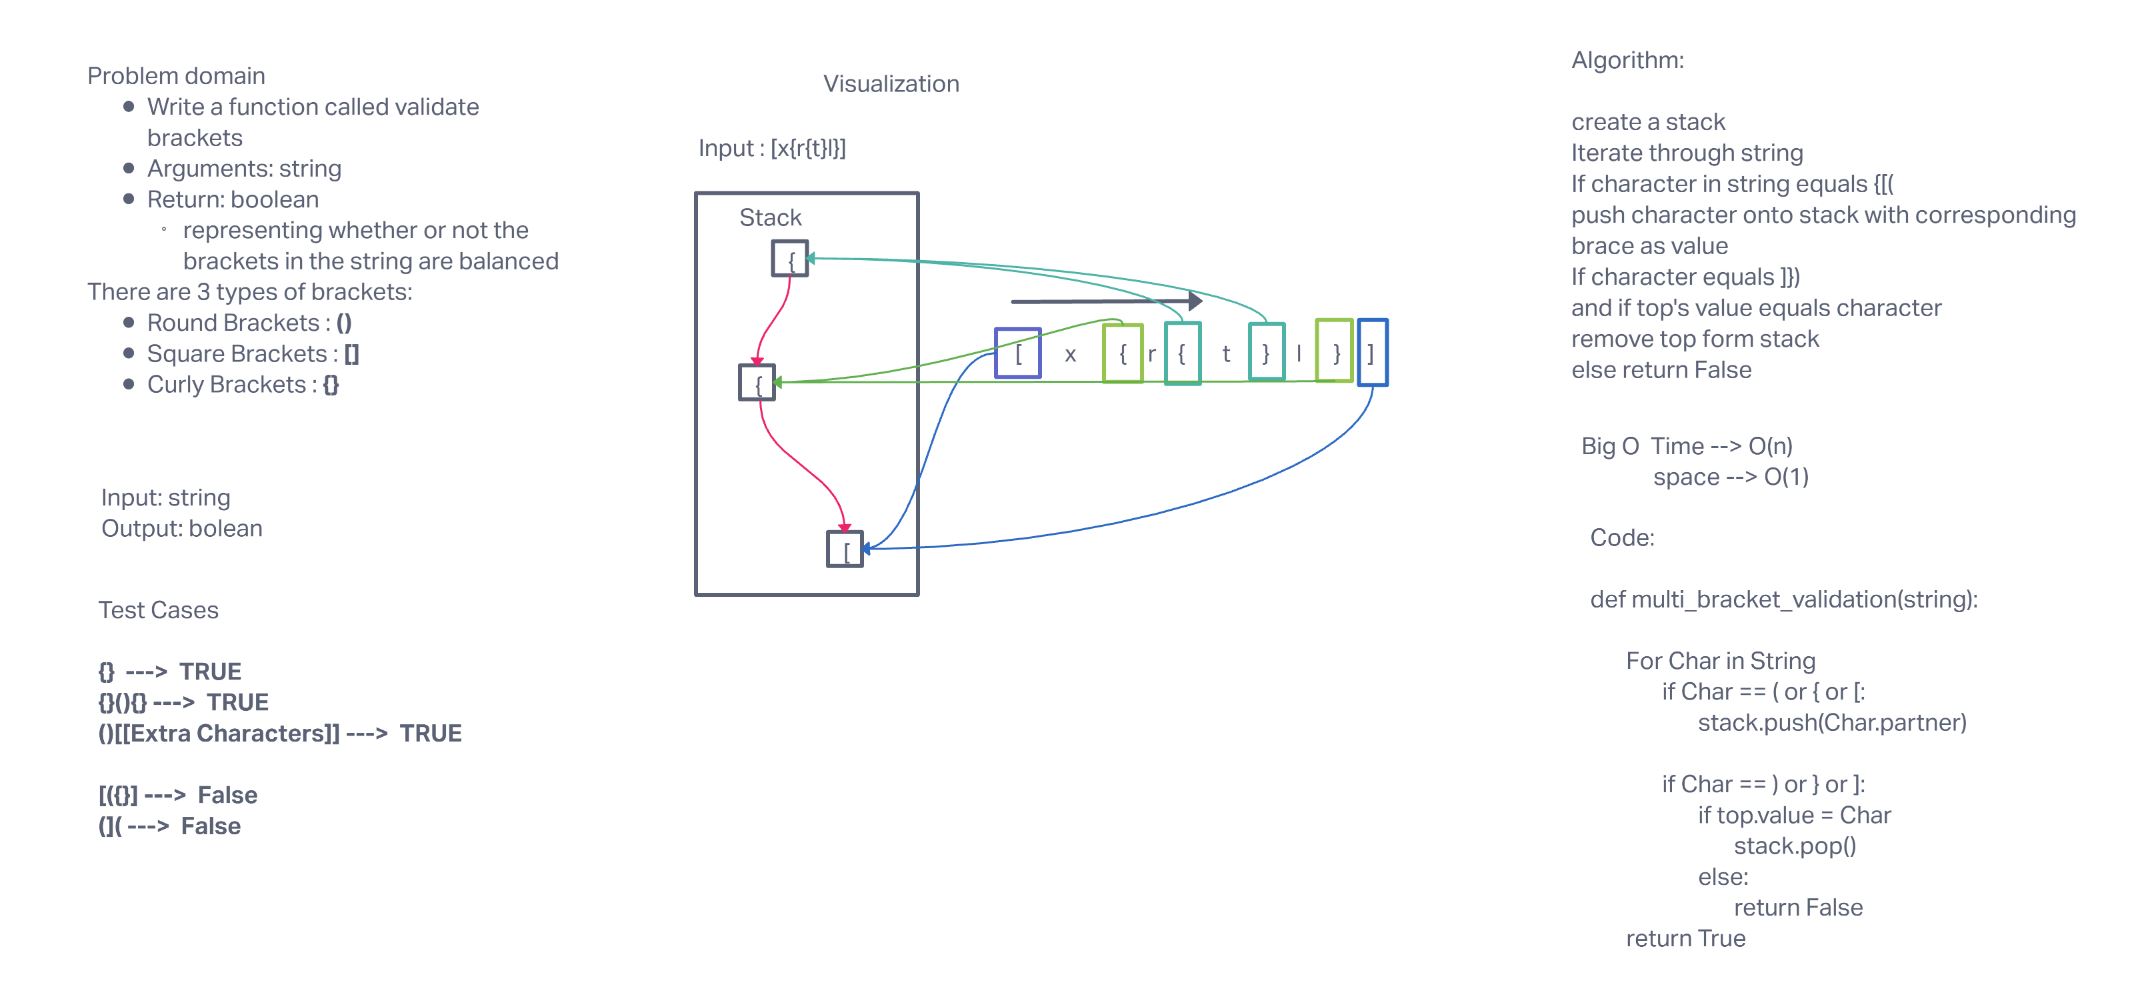 Problem domain
Write a function called validate
brackets
Arguments: string
Return: boolean
representing whether or not the
brackets in the string are balanced
There are 3 types of brackets:
Round Brackets : ()
Square Brackets : []
Curly Brackets : {}
Input: string
Output: bolean
Test Cases
{} ---> TRUE
{}(){} ---> TRUE
()[[Extra Characters]] ---> TRUE
[({}] ---> False
(]( ---> False
Visualization
Input : [x{r{t}l}]
Stack
{
{
[
[ x { r { t } l } ]
Algorithm:
create a stack
Iterate through string
If character in string equals {[(
push character onto stack with corresponding
brace as value
If character equals ]})
and if top's value equals character
remove top form stack
else return False
Big O Time --> O(n)
space --> O(1)
Code:
def multi_bracket_validation(string):
For Char in String
if Char == ( or { or [:
stack.push(Char.partner)
if Char == ) or } or ]:
if top.value = Char
stack.pop()
else:
return False
return True